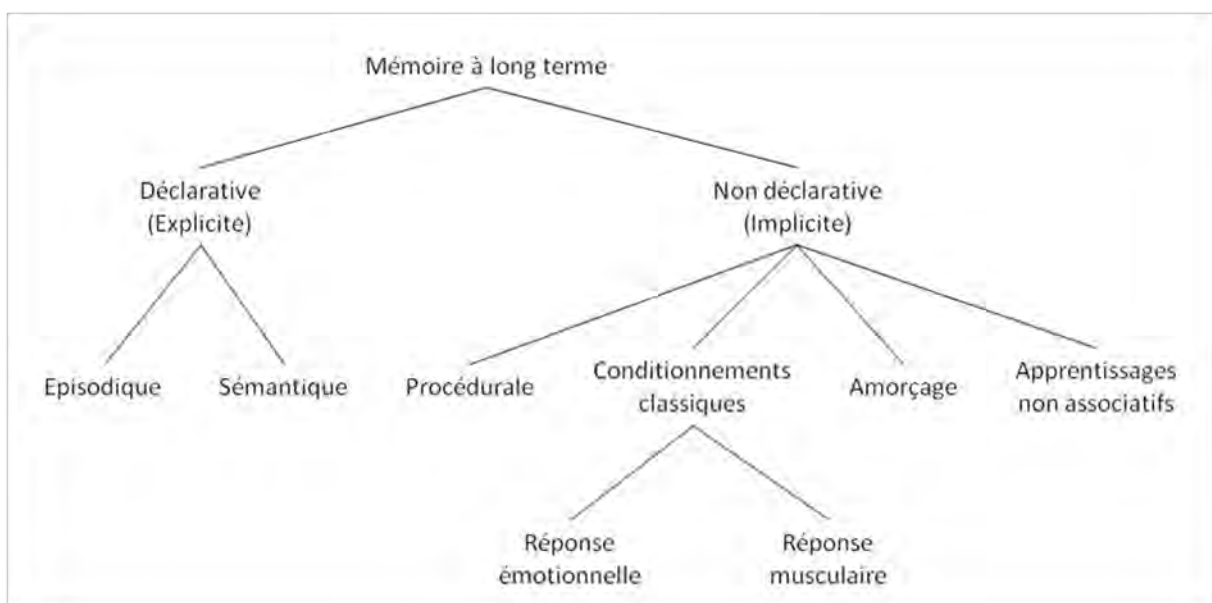 Mémoire à long terme
Déclarative
(Explicite)
Non déclarative
(Implicite)
Episodique
Sémantique
Procédurale
Conditionnements
classiques
Amorçage
Apprentissages
non associatifs
Réponse
émotionnelle
Réponse
musculaire